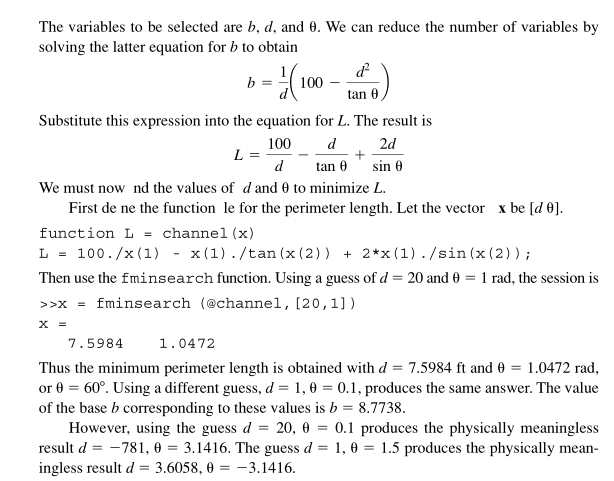 The variables to be selected are b, d, and θ. We can reduce the number of variables by
solving the latter equation for b to obtain
b = 1/d (100 − d²/tan θ)
Substitute this expression into the equation for L. The result is
L = 100/d − d/tan θ + 2d/sin θ
We must now nd the values of d and θ to minimize L.
First de ne the function le for the perimeter length. Let the vector x be [d θ].
function L = channel(x)
L = 100./x(1) - x(1)./tan(x(2)) + 2*x(1)./sin(x(2));
Then use the fminsearch function. Using a guess of d = 20 and θ = 1 rad, the session is
>>x = fminsearch (@channel,[20,1])
x =
7.5984 1.0472
Thus the minimum perimeter length is obtained with d = 7.5984 ft and θ = 1.0472 rad,
or θ = 60°. Using a different guess, d = 1, θ = 0.1, produces the same answer. The value
of the base b corresponding to these values is b = 8.7738.
However, using the guess d = 20, θ = 0.1 produces the physically meaningless
result d = −781, θ = 3.1416. The guess d = 1, θ = 1.5 produces the physically mean-
ingless result d = 3.6058, θ = −3.1416.